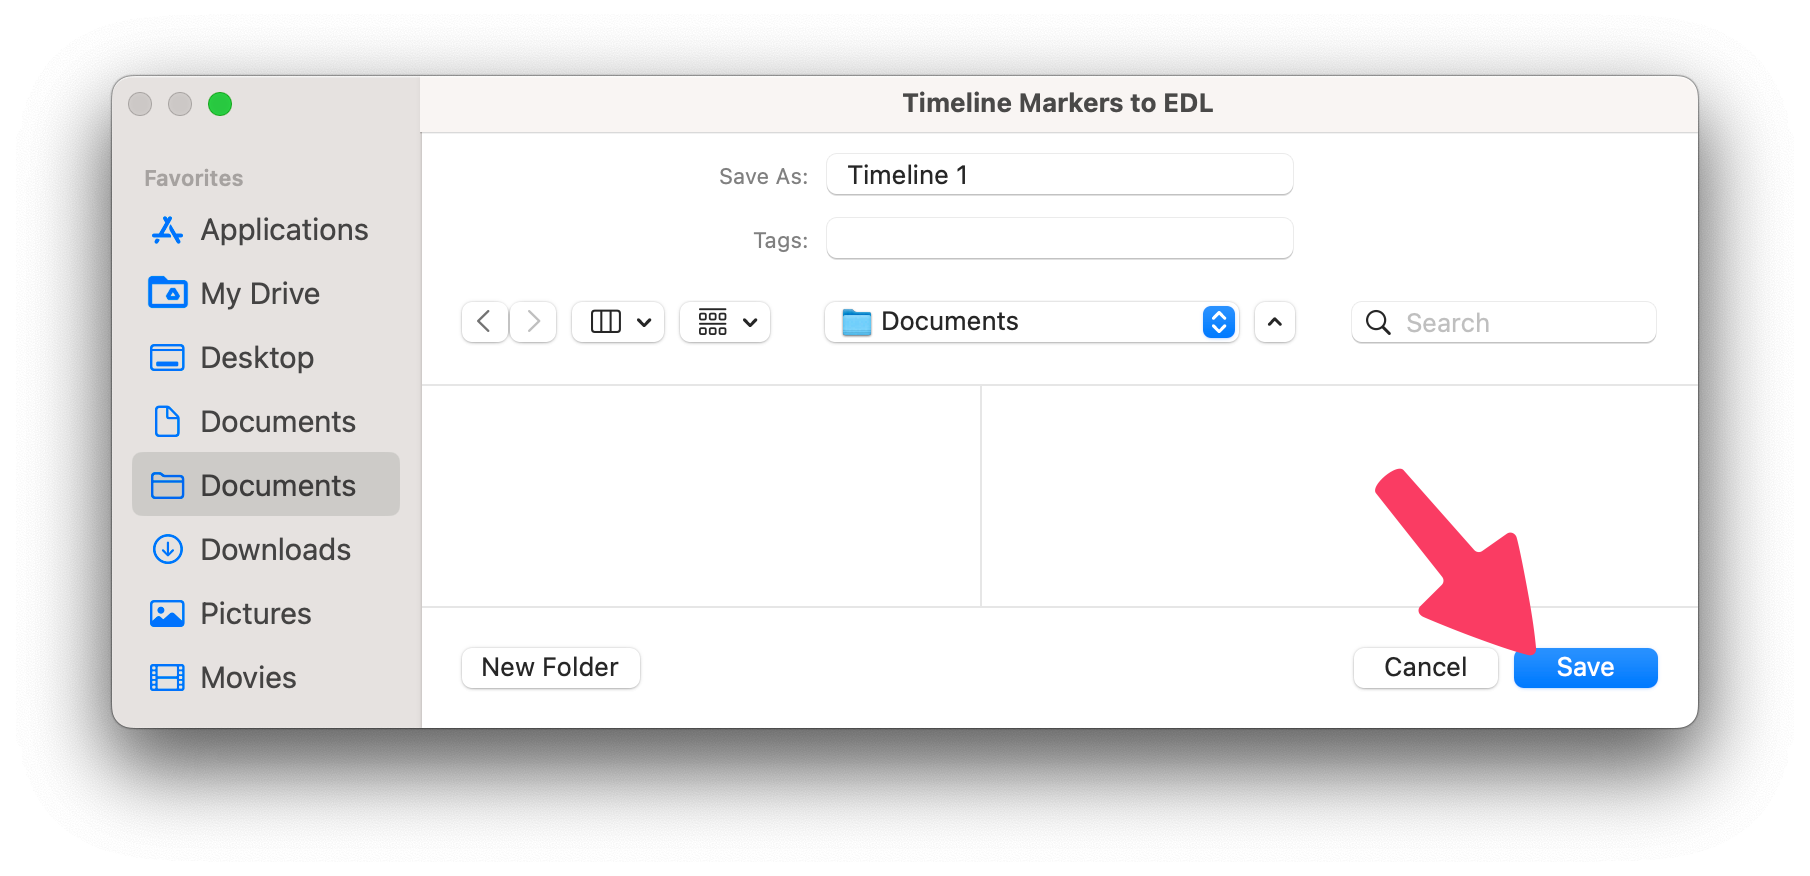 Timeline Markers to EDL
Favorites
Applications
My Drive
Desktop
Documents
Documents
Downloads
Pictures
Movies
Save As: Timeline 1
Tags:
Documents
Search
New Folder
Cancel
Save